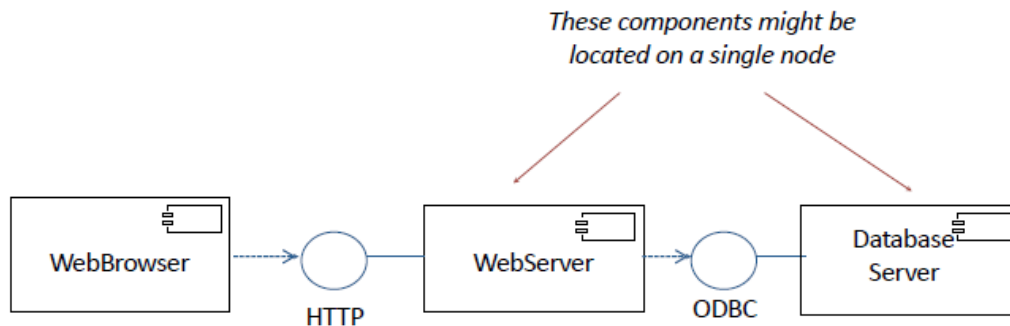 These components might be
located on a single node
WebBrowser
HTTP
WebServer
ODBC
Database
Server